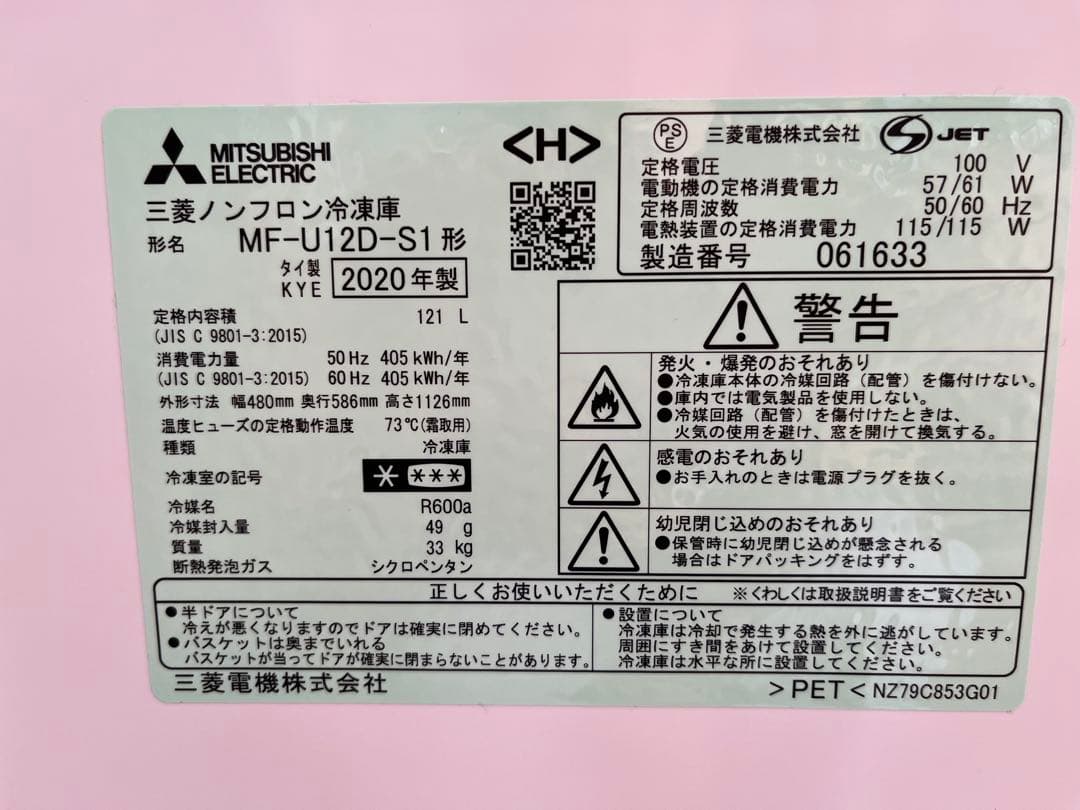 MITSUBISHI
ELECTRIC
三菱ノンフロン冷凍庫
形名 MF-U12D-S1形
タイ製
KYE 2020年製
定格内容積 121 L
(JIS C 9801-3:2015)
消費電力量 50Hz 405kWh/年
(JIS C 9801-3:2015) 60Hz 405kWh/年
外形寸法 幅480mm 奥行586mm 高さ1126mm
温度ヒューズの定格動作温度 73℃(霜取用)
種類 冷凍庫
冷凍室の記号 * ***
冷媒名 R600a
冷媒封入量 49 g
質量 33 kg
断熱発泡ガス シクロペンタン
<H>
PSE 三菱電機株式会社 JET
定格電圧 100 V
電動機の定格消費電力 57/61 W
定格周波数 50/60 Hz
電熱装置の定格消費電力 115/115 W
製造番号 061633
警告
発火・爆発のおそれあり
●冷凍庫本体の冷媒回路(配管)を傷付けない。
●庫内では電気製品を使用しない。
●冷媒回路(配管)を傷付けたときは、
火気の使用を避け、窓を開けて換気する。
感電のおそれあり
●お手入れのときは電源プラグを抜く。
幼児閉じ込めのおそれあり
●保管時に幼児閉じ込めが懸念される
場合はドアパッキングをはずす。
正しくお使いいただくために ※くわしくは取扱説明書をご覧ください
●半ドアについて
冷えが悪くなりますのでドアは確実に閉めてください。
●バスケットは奥までいれる
バスケットが当ってドアが確実に閉まらないことがあります。
●設置について
冷凍庫は冷却で発生する熱を外に逃がしています。
周囲にすき間をあけて設置してください。
冷凍庫は水平な所に設置してください。
三菱電機株式会社
>PET< NZ79C853G01